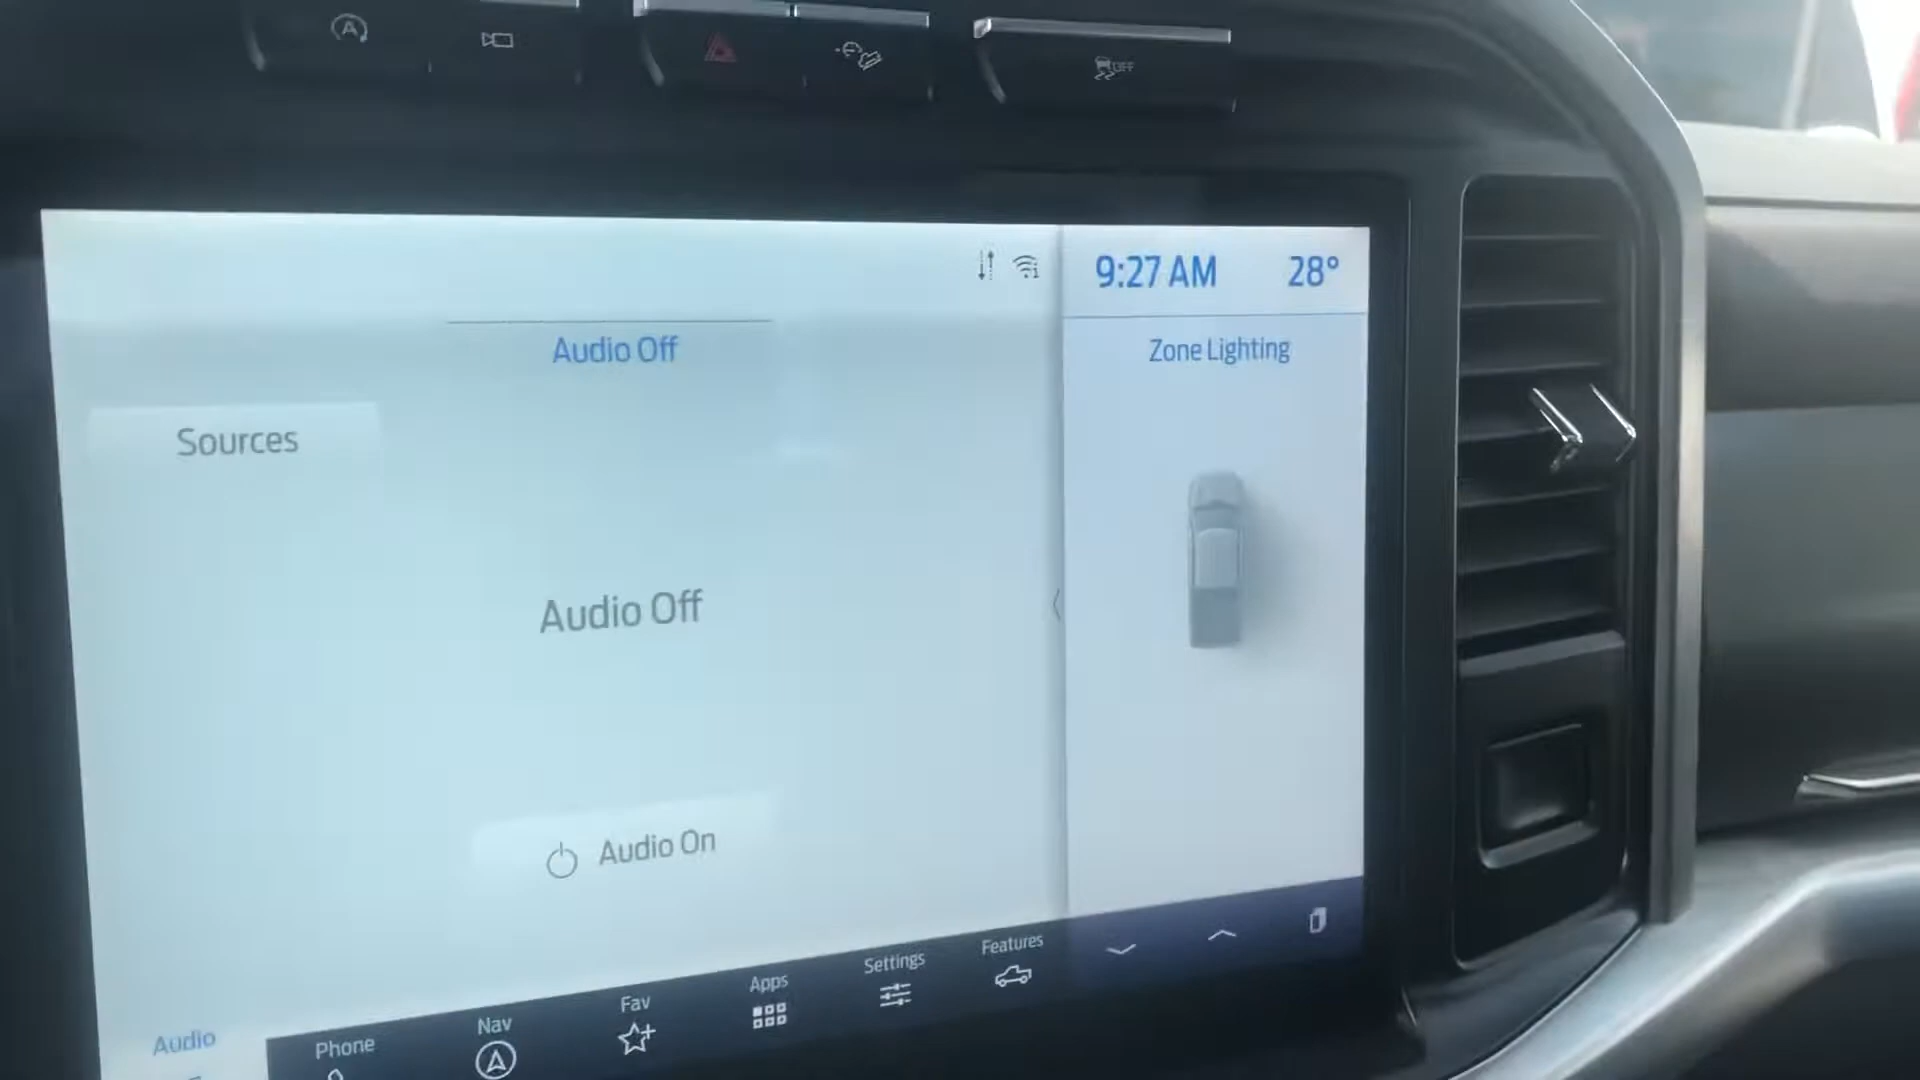 A
OFF
9:27 AM 28°
Audio Off
Zone Lighting
Sources
Audio Off
Audio On
Audio
Phone
Nav
Fav
Apps
Settings
Features